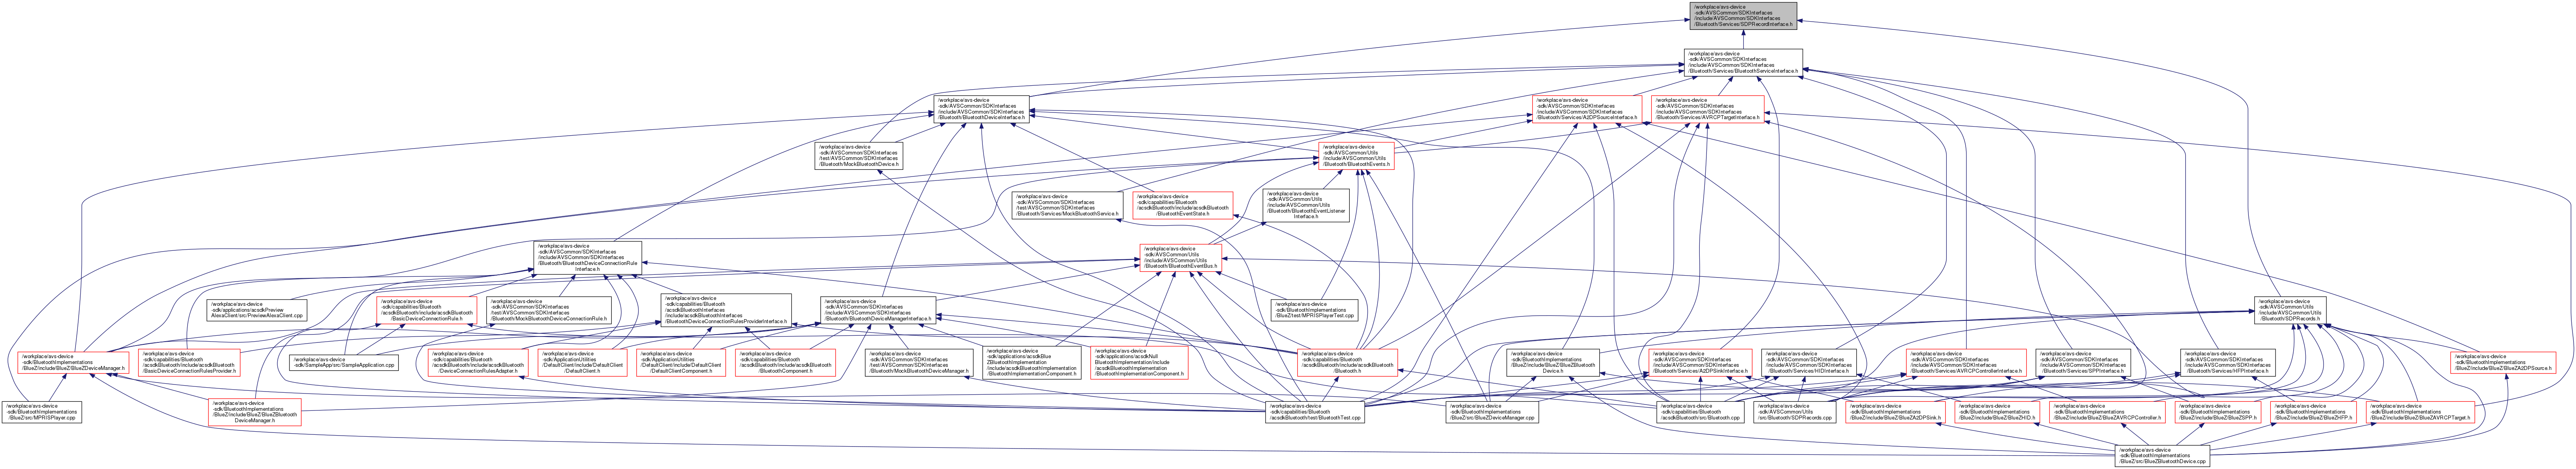 /workplace/avs-device
-sdk/AVSCommon/SDKInterfaces
/include/AVSCommon/SDKInterfaces
/Bluetooth/Services/SDPRecordInterface.h
/workplace/avs-device
-sdk/AVSCommon/SDKInterfaces
/include/AVSCommon/SDKInterfaces
/Bluetooth/Services/BluetoothServiceInterface.h
/workplace/avs-device
-sdk/AVSCommon/SDKInterfaces
/include/AVSCommon/SDKInterfaces
/Bluetooth/BluetoothDeviceInterface.h
/workplace/avs-device
-sdk/AVSCommon/SDKInterfaces
/include/AVSCommon/SDKInterfaces
/Bluetooth/Services/A2DPSourceInterface.h
/workplace/avs-device
-sdk/AVSCommon/SDKInterfaces
/include/AVSCommon/SDKInterfaces
/Bluetooth/Services/AVRCPTargetInterface.h
/workplace/avs-device
-sdk/AVSCommon/SDKInterfaces
/test/AVSCommon/SDKInterfaces
/Bluetooth/MockBluetoothDevice.h
/workplace/avs-device
-sdk/AVSCommon/Utils
/include/AVSCommon/Utils
/Bluetooth/BluetoothEvents.h
/workplace/avs-device
-sdk/AVSCommon/SDKInterfaces
/test/AVSCommon/SDKInterfaces
/Bluetooth/Services/MockBluetoothService.h
/workplace/avs-device
-sdk/capabilities/Bluetooth
/acsdkBluetooth/include/acsdkBluetooth
/BluetoothEventState.h
/workplace/avs-device
-sdk/AVSCommon/Utils
/include/AVSCommon/Utils
/Bluetooth/BluetoothEventListener
Interface.h
/workplace/avs-device
-sdk/AVSCommon/SDKInterfaces
/include/AVSCommon/SDKInterfaces
/Bluetooth/BluetoothDeviceConnectionRule
Interface.h
/workplace/avs-device
-sdk/AVSCommon/Utils
/include/AVSCommon/Utils
/Bluetooth/BluetoothEventBus.h
/workplace/avs-device
-sdk/applications/acsdkPreview
AlexaClient/src/PreviewAlexaClient.cpp
/workplace/avs-device
-sdk/capabilities/Bluetooth
/acsdkBluetooth/include/acsdkBluetooth
/BasicDeviceConnectionRule.h
/workplace/avs-device
-sdk/AVSCommon/SDKInterfaces
/test/AVSCommon/SDKInterfaces
/Bluetooth/MockBluetoothDeviceConnectionRule.h
/workplace/avs-device
-sdk/capabilities/Bluetooth
/acsdkBluetoothInterfaces
/include/acsdkBluetoothInterfaces
/BluetoothDeviceConnectionRulesProviderInterface.h
/workplace/avs-device
-sdk/AVSCommon/SDKInterfaces
/include/AVSCommon/SDKInterfaces
/Bluetooth/BluetoothDeviceManagerInterface.h
/workplace/avs-device
-sdk/BluetoothImplementations
/BlueZ/test/MPRISPlayerTest.cpp
/workplace/avs-device
-sdk/AVSCommon/Utils
/include/AVSCommon/Utils
/Bluetooth/SDPRecords.h
/workplace/avs-device
-sdk/BluetoothImplementations
/BlueZ/include/BlueZ/BlueZDeviceManager.h
/workplace/avs-device
-sdk/capabilities/Bluetooth
/acsdkBluetooth/include/acsdkBluetooth
/BluetoothDeviceConnectionRulesProvider.h
/workplace/avs-device
-sdk/SampleApp/src/SampleApplication.cpp
/workplace/avs-device
-sdk/capabilities/Bluetooth
/acsdkBluetooth/include/acsdkBluetooth
/DeviceConnectionRulesAdapter.h
/workplace/avs-device
-sdk/ApplicationUtilities
/DefaultClient/include/DefaultClient
/DefaultClient.h
/workplace/avs-device
-sdk/ApplicationUtilities
/DefaultClient/include/DefaultClient
/DefaultClientComponent.h
/workplace/avs-device
-sdk/capabilities/Bluetooth
/acsdkBluetooth/include/acsdkBluetooth
/BluetoothComponent.h
/workplace/avs-device
-sdk/AVSCommon/SDKInterfaces
/test/AVSCommon/SDKInterfaces
/Bluetooth/MockBluetoothDeviceManager.h
/workplace/avs-device
-sdk/applications/acsdkBlue
ZBluetoothImplementation
/include/acsdkBluetoothImplementation
/BluetoothImplementationComponent.h
/workplace/avs-device
-sdk/applications/acsdkNull
BluetoothImplementation/include
/acsdkBluetoothImplementation
/BluetoothImplementationComponent.h
/workplace/avs-device
-sdk/capabilities/Bluetooth
/acsdkBluetooth/include/acsdkBluetooth
/Bluetooth.h
/workplace/avs-device
-sdk/BluetoothImplementations
/BlueZ/include/BlueZ/BlueZBluetooth
Device.h
/workplace/avs-device
-sdk/AVSCommon/SDKInterfaces
/include/AVSCommon/SDKInterfaces
/Bluetooth/Services/A2DPSinkInterface.h
/workplace/avs-device
-sdk/AVSCommon/SDKInterfaces
/include/AVSCommon/SDKInterfaces
/Bluetooth/Services/HIDInterface.h
/workplace/avs-device
-sdk/AVSCommon/SDKInterfaces
/include/AVSCommon/SDKInterfaces
/Bluetooth/Services/AVRCPControllerInterface.h
/workplace/avs-device
-sdk/AVSCommon/SDKInterfaces
/include/AVSCommon/SDKInterfaces
/Bluetooth/Services/SPPInterface.h
/workplace/avs-device
-sdk/AVSCommon/SDKInterfaces
/include/AVSCommon/SDKInterfaces
/Bluetooth/Services/HFPInterface.h
/workplace/avs-device
-sdk/BluetoothImplementations
/BlueZ/include/BlueZ/BlueZA2DPSource.h
/workplace/avs-device
-sdk/BluetoothImplementations
/BlueZ/src/MPRISPlayer.cpp
/workplace/avs-device
-sdk/BluetoothImplementations
/BlueZ/include/BlueZ/BlueZBluetooth
DeviceManager.h
/workplace/avs-device
-sdk/capabilities/Bluetooth
/acsdkBluetooth/test/BluetoothTest.cpp
/workplace/avs-device
-sdk/BluetoothImplementations
/BlueZ/src/BlueZDeviceManager.cpp
/workplace/avs-device
-sdk/capabilities/Bluetooth
/acsdkBluetooth/src/Bluetooth.cpp
/workplace/avs-device
-sdk/AVSCommon/Utils
/src/Bluetooth/SDPRecords.cpp
/workplace/avs-device
-sdk/BluetoothImplementations
/BlueZ/include/BlueZ/BlueZA2DPSink.h
/workplace/avs-device
-sdk/BluetoothImplementations
/BlueZ/include/BlueZ/BlueZHID.h
/workplace/avs-device
-sdk/BluetoothImplementations
/BlueZ/include/BlueZ/BlueZAVRCPController.h
/workplace/avs-device
-sdk/BluetoothImplementations
/BlueZ/include/BlueZ/BlueZSPP.h
/workplace/avs-device
-sdk/BluetoothImplementations
/BlueZ/include/BlueZ/BlueZHFP.h
/workplace/avs-device
-sdk/BluetoothImplementations
/BlueZ/include/BlueZ/BlueZAVRCPTarget.h
/workplace/avs-device
-sdk/BluetoothImplementations
/BlueZ/src/BlueZBluetoothDevice.cpp